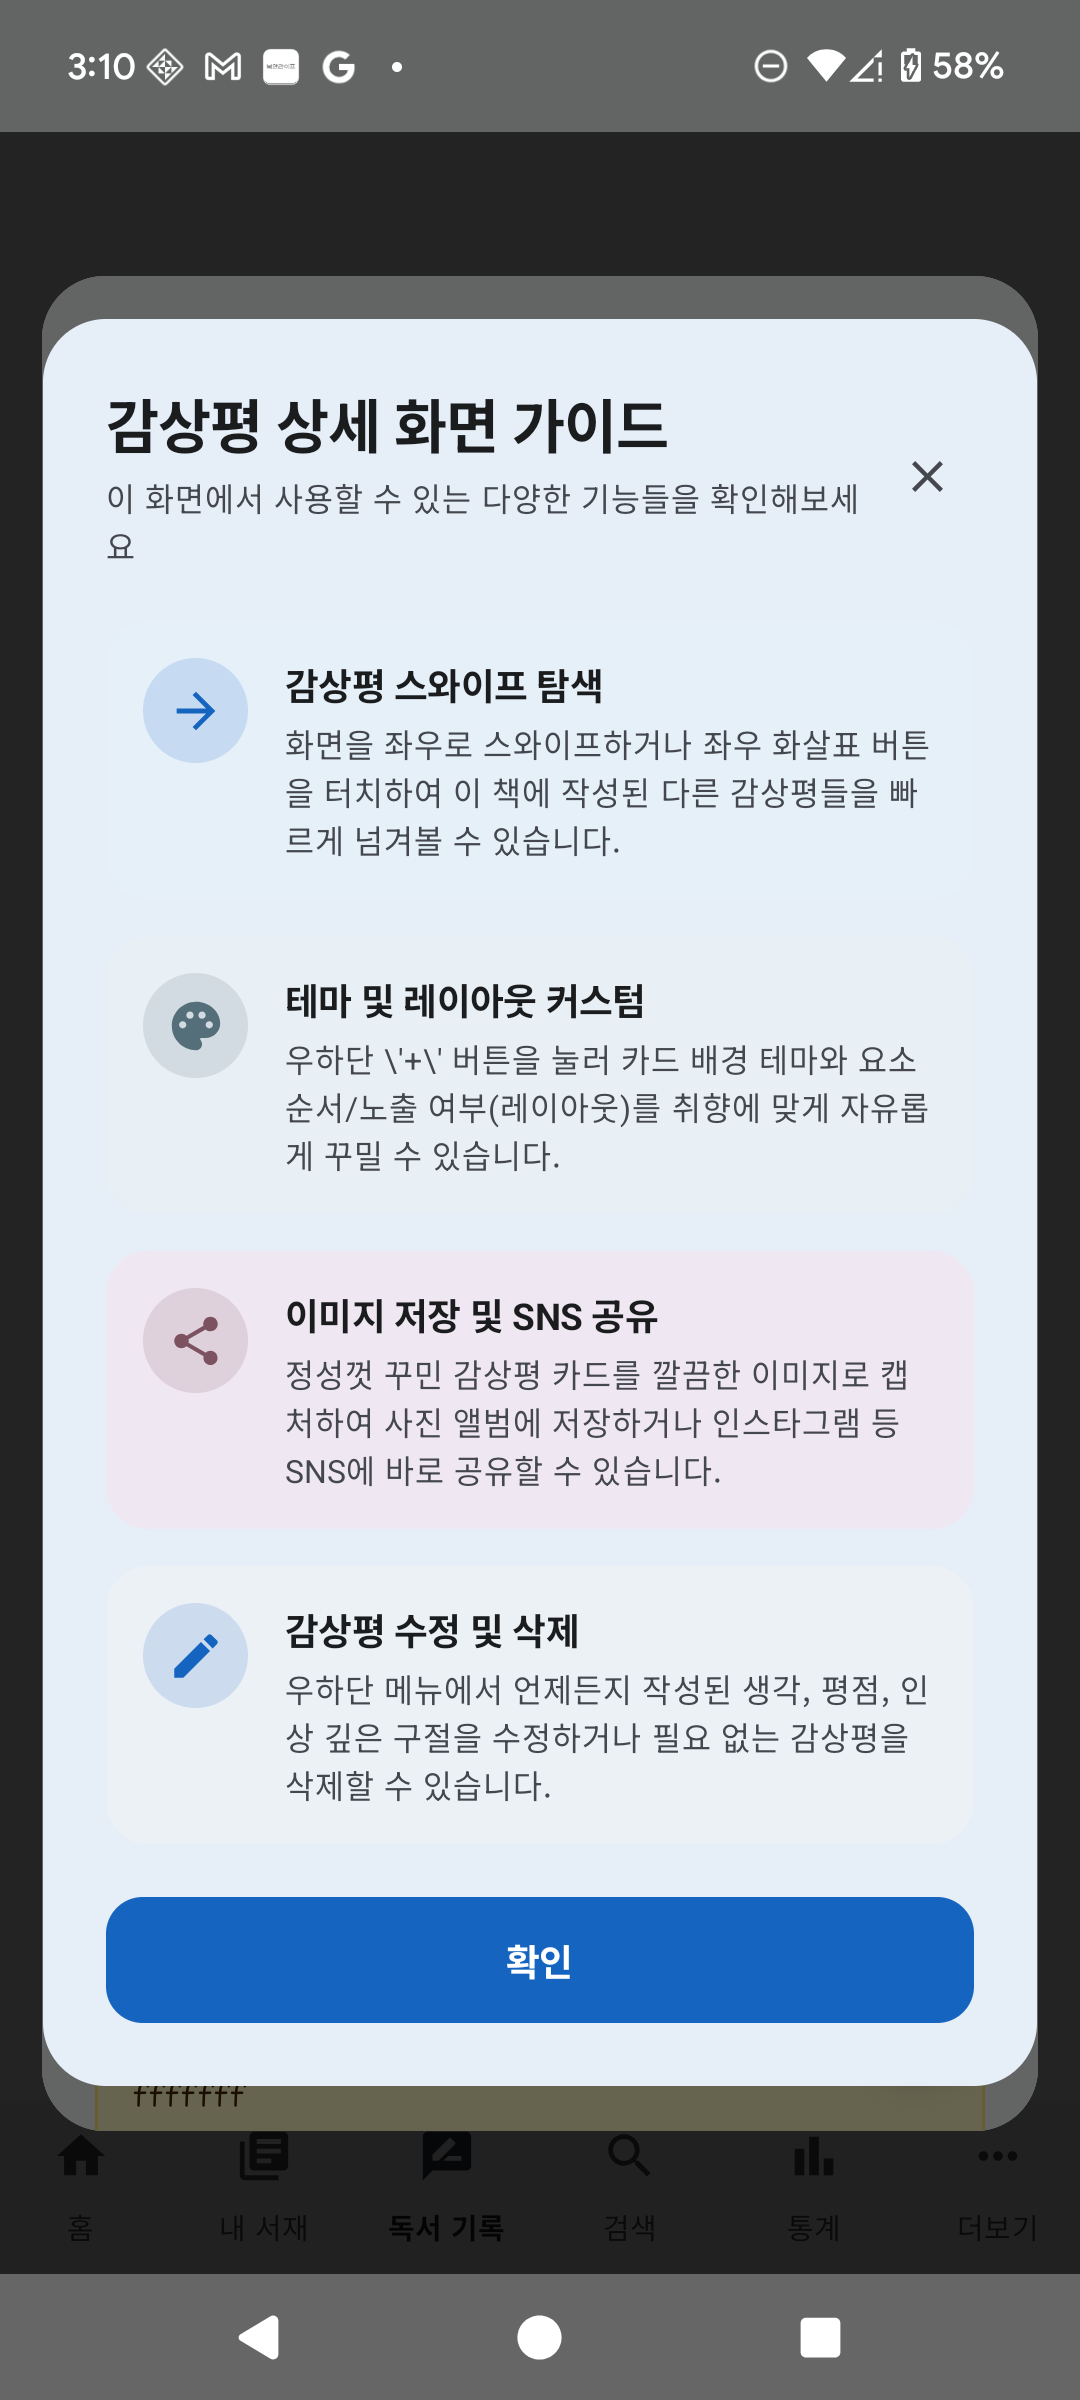 3:10
58%
감상평 상세 화면 가이드
이 화면에서 사용할 수 있는 다양한 기능들을 확인해보세
요
감상평 스와이프 탐색
화면을 좌우로 스와이프하거나 좌우 화살표 버튼
을 터치하여 이 책에 작성된 다른 감상평들을 빠
르게 넘겨볼 수 있습니다.
테마 및 레이아웃 커스텀
우하단 \'+\' 버튼을 눌러 카드 배경 테마와 요소
순서/노출 여부(레이아웃)를 취향에 맞게 자유롭
게 꾸밀 수 있습니다.
이미지 저장 및 SNS 공유
정성껏 꾸민 감상평 카드를 깔끔한 이미지로 캡
처하여 사진 앨범에 저장하거나 인스타그램 등
SNS에 바로 공유할 수 있습니다.
감상평 수정 및 삭제
우하단 메뉴에서 언제든지 작성된 생각, 평점, 인
상 깊은 구절을 수정하거나 필요 없는 감상평을
삭제할 수 있습니다.
확인
홈
내 서재
독서 기록
검색
통계
더보기